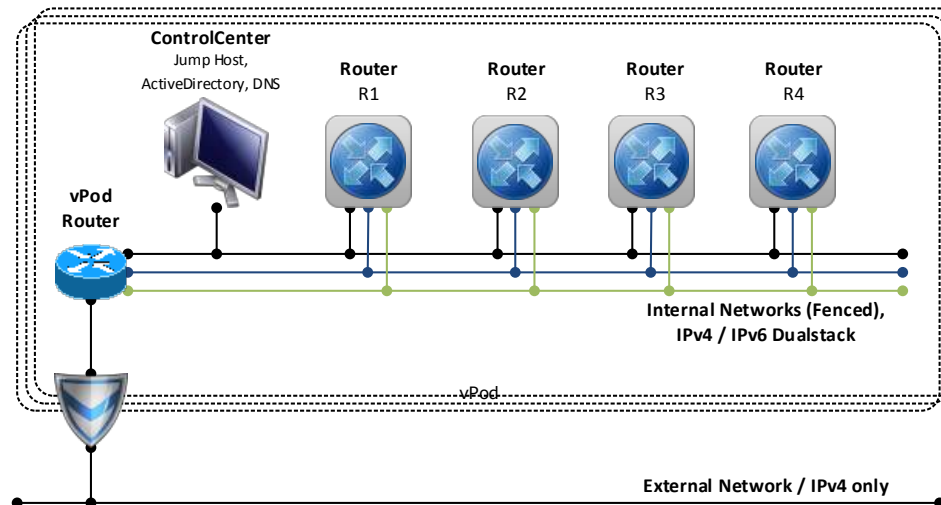 ControlCenter
Jump Host,
ActiveDirectory, DNS
Router
R1
Router
R2
Router
R3
Router
R4
vPod
Router
Internal Networks (Fenced),
IPv4 / IPv6 Dualstack
vPod
External Network / IPv4 only